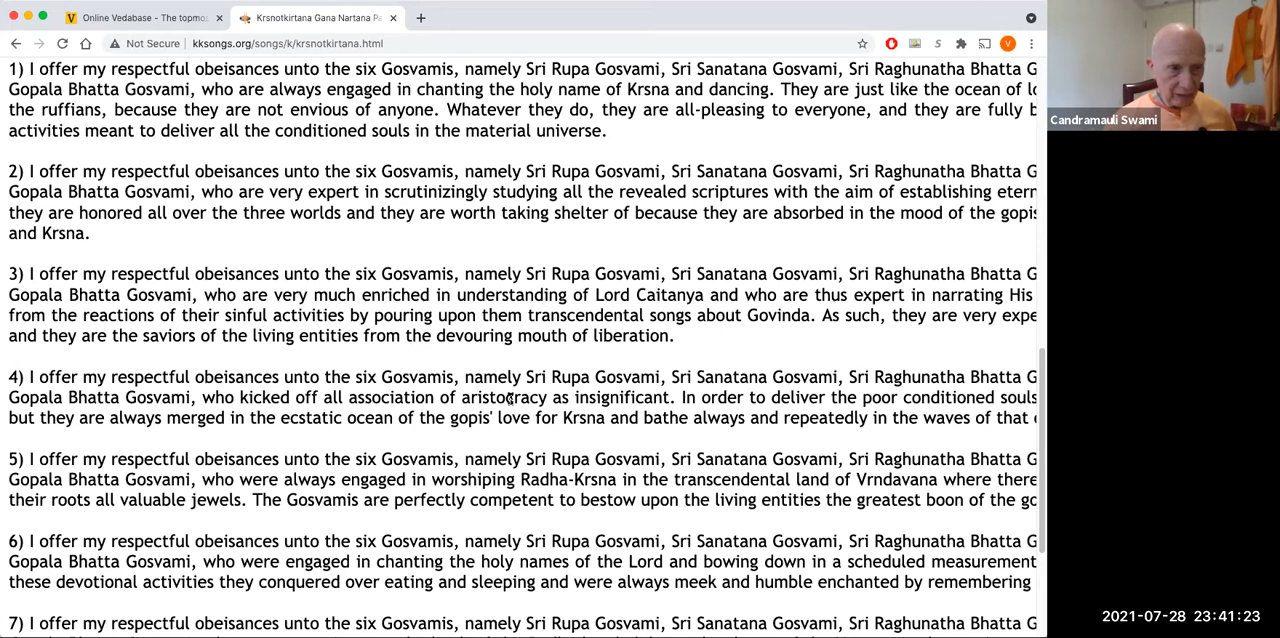 Online Vedabase - The topmos
Krsnotkirtana Gana Nartana Pa
Not Secure | kksongs.org/songs/k/krsnotkirtana.html
1) I offer my respectful obeisances unto the six Gosvamis, namely Sri Rupa Gosvami, Sri Sanatana Gosvami, Sri Raghunatha Bhatta G
Gopala Bhatta Gosvami, who are always engaged in chanting the holy name of Krsna and dancing. They are just like the ocean of lo
the ruffians, because they are not envious of anyone. Whatever they do, they are all-pleasing to everyone, and they are fully b
activities meant to deliver all the conditioned souls in the material universe.
2) I offer my respectful obeisances unto the six Gosvamis, namely Sri Rupa Gosvami, Sri Sanatana Gosvami, Sri Raghunatha Bhatta G
Gopala Bhatta Gosvami, who are very expert in scrutinizingly studying all the revealed scriptures with the aim of establishing etern
they are honored all over the three worlds and they are worth taking shelter of because they are absorbed in the mood of the gopis
and Krsna.
3) I offer my respectful obeisances unto the six Gosvamis, namely Sri Rupa Gosvami, Sri Sanatana Gosvami, Sri Raghunatha Bhatta G
Gopala Bhatta Gosvami, who are very much enriched in understanding of Lord Caitanya and who are thus expert in narrating His
from the reactions of their sinful activities by pouring upon them transcendental songs about Govinda. As such, they are very expe
and they are the saviors of the living entities from the devouring mouth of liberation.
4) I offer my respectful obeisances unto the six Gosvamis, namely Sri Rupa Gosvami, Sri Sanatana Gosvami, Sri Raghunatha Bhatta G
Gopala Bhatta Gosvami, who kicked off all association of aristocracy as insignificant. In order to deliver the poor conditioned souls
but they are always merged in the ecstatic ocean of the gopis' love for Krsna and bathe always and repeatedly in the waves of that
5) I offer my respectful obeisances unto the six Gosvamis, namely Sri Rupa Gosvami, Sri Sanatana Gosvami, Sri Raghunatha Bhatta G
Gopala Bhatta Gosvami, who were always engaged in worshiping Radha-Krsna in the transcendental land of Vrndavana where there
their roots all valuable jewels. The Gosvamis are perfectly competent to bestow upon the living entities the greatest boon of the go
6) I offer my respectful obeisances unto the six Gosvamis, namely Sri Rupa Gosvami, Sri Sanatana Gosvami, Sri Raghunatha Bhatta G
Gopala Bhatta Gosvami, who were engaged in chanting the holy names of the Lord and bowing down in a scheduled measurement
these devotional activities they conquered over eating and sleeping and were always meek and humble enchanted by remembering
7) I offer my respectful obeisances unto the six Gosvamis, namely Sri Rupa Gosvami, Sri Sanatana Gosvami, Sri Raghunatha Bhatta G
Candramauli Swami
2021-07-28 23:41:23